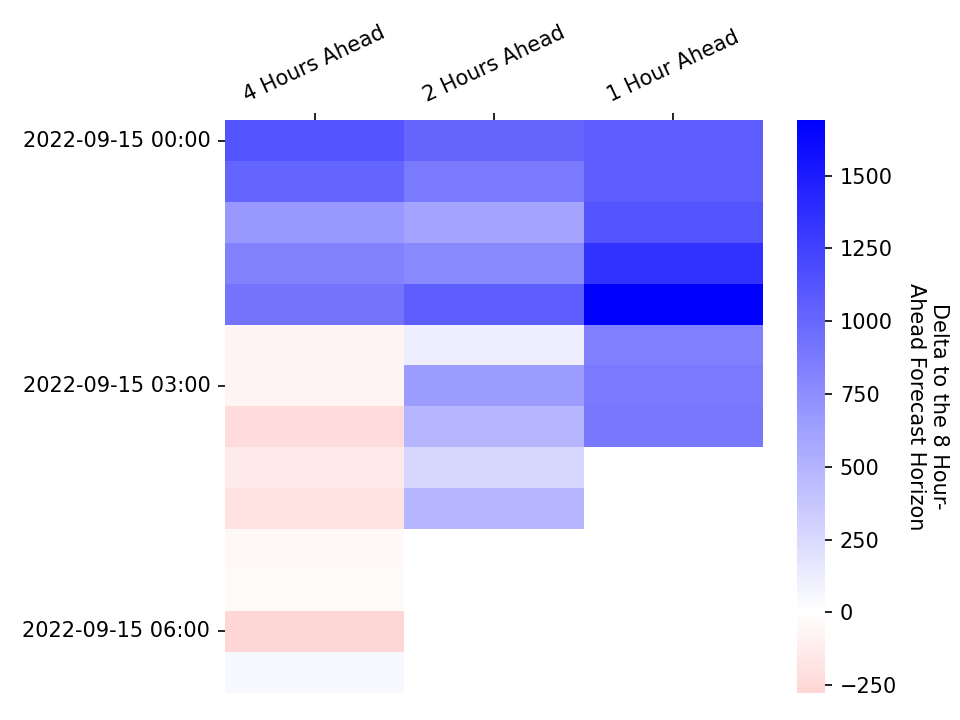 4 Hours Ahead
2 Hours Ahead
1 Hour Ahead
2022-09-15 00:00
2022-09-15 03:00
2022-09-15 06:00
1500
1250
1000
750
500
250
0
−250
Delta to the 8 Hour-
Ahead Forecast Horizon